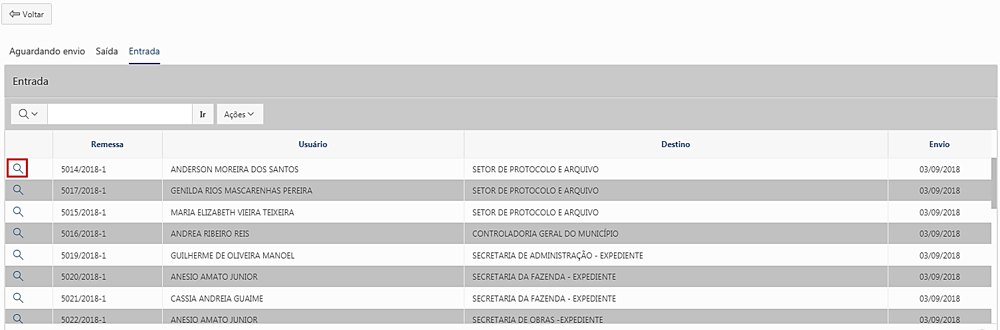 Voltar
Aguardando envio Saída Entrada
Entrada
Ir Ações
Remessa Usuário Destino Envio
5014/2018-1 ANDERSON MOREIRA DOS SANTOS SETOR DE PROTOCOLO E ARQUIVO 03/09/2018
5017/2018-1 GENILDA RIOS MASCARENHAS PEREIRA SETOR DE PROTOCOLO E ARQUIVO 03/09/2018
5015/2018-1 MARIA ELIZABETH VIEIRA TEIXEIRA SETOR DE PROTOCOLO E ARQUIVO 03/09/2018
5016/2018-1 ANDREA RIBEIRO REIS CONTROLADORIA GERAL DO MUNICÍPIO 03/09/2018
5019/2018-1 GUILHERME DE OLIVEIRA MANOEL SECRETARIA DE ADMINISTRAÇÃO - EXPEDIENTE 03/09/2018
5020/2018-1 ANESIO AMATO JUNIOR SECRETARIA DA FAZENDA - EXPEDIENTE 03/09/2018
5021/2018-1 CASSIA ANDREIA GUAIME SECRETARIA DA FAZENDA - EXPEDIENTE 03/09/2018
5022/2018-1 ANESIO AMATO JUNIOR SECRETARIA DE OBRAS -EXPEDIENTE 03/09/2018